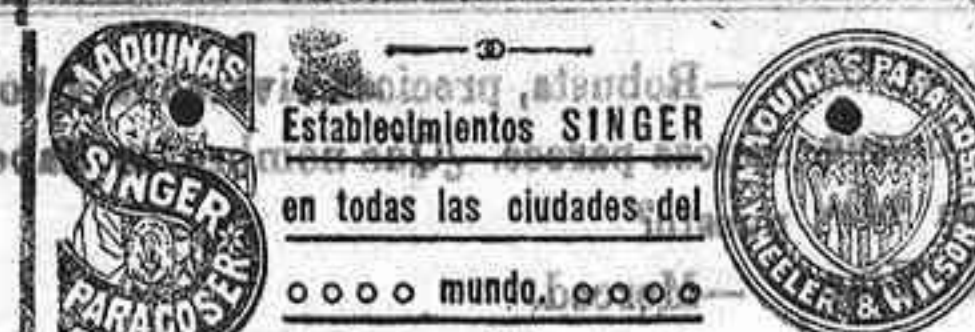 MAQUINAS
SINGER
PARA COSER
Establecimientos SINGER
en todas las ciudades del
mundo.
MAQUINAS PARA COSER
WHEELER & WILSON